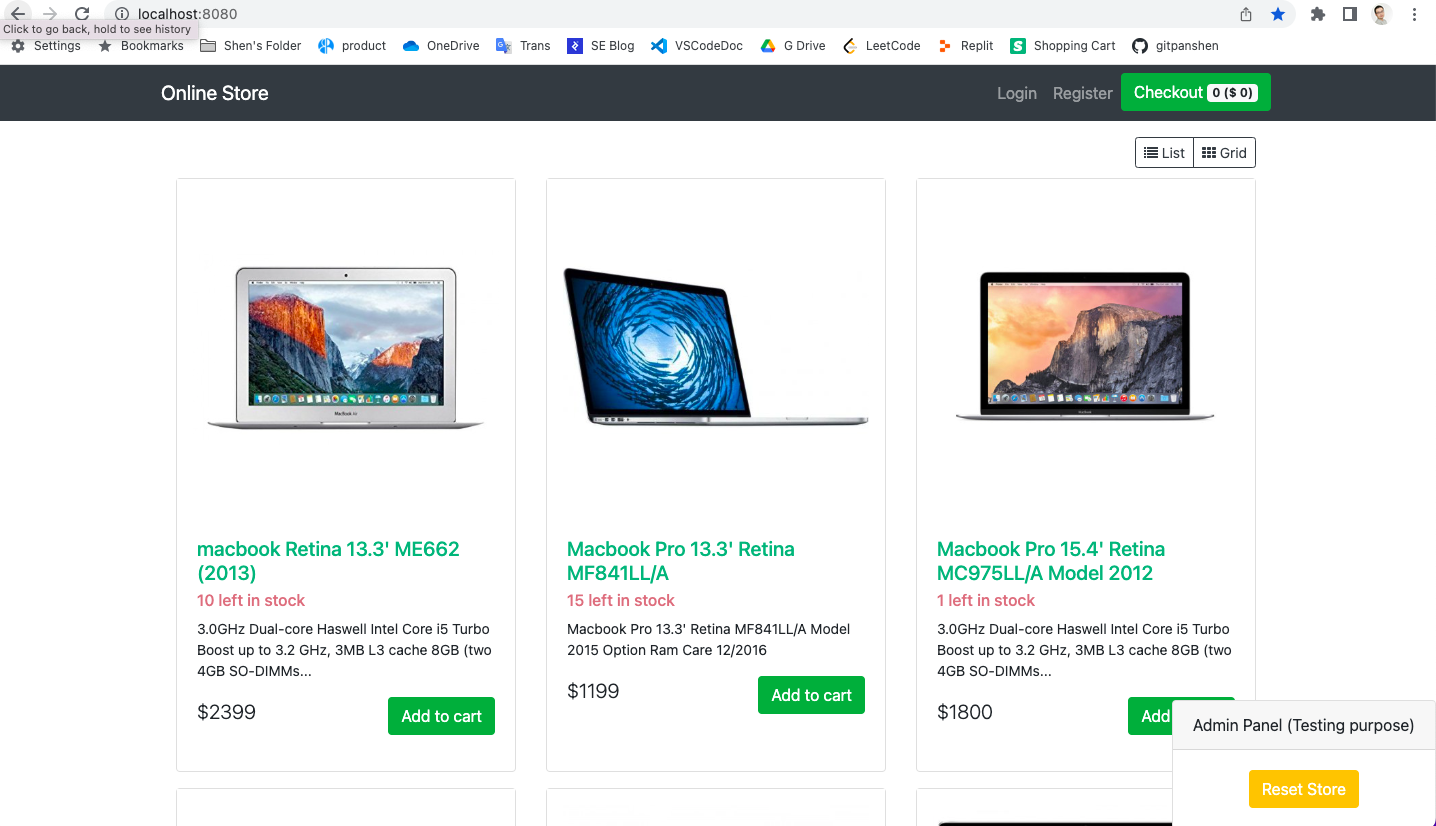 localhost:8080
Click to go back, hold to see history
Settings Bookmarks Shen's Folder product OneDrive Trans SE Blog VSCodeDoc G Drive LeetCode Replit Shopping Cart gitpanshen
Online Store Login Register Checkout 0 ($ 0)
List Grid
MacBook Air
macbook Retina 13.3' ME662
(2013)
10 left in stock
3.0GHz Dual-core Haswell Intel Core i5 Turbo
Boost up to 3.2 GHz, 3MB L3 cache 8GB (two
4GB SO-DIMMs...
$2399 Add to cart
Macbook Pro 13.3' Retina
MF841LL/A
15 left in stock
Macbook Pro 13.3' Retina MF841LL/A Model
2015 Option Ram Care 12/2016
$1199 Add to cart
Macbook Pro 15.4' Retina
MC975LL/A Model 2012
1 left in stock
3.0GHz Dual-core Haswell Intel Core i5 Turbo
Boost up to 3.2 GHz, 3MB L3 cache 8GB (two
4GB SO-DIMMs...
$1800 Add
Admin Panel (Testing purpose)
Reset Store